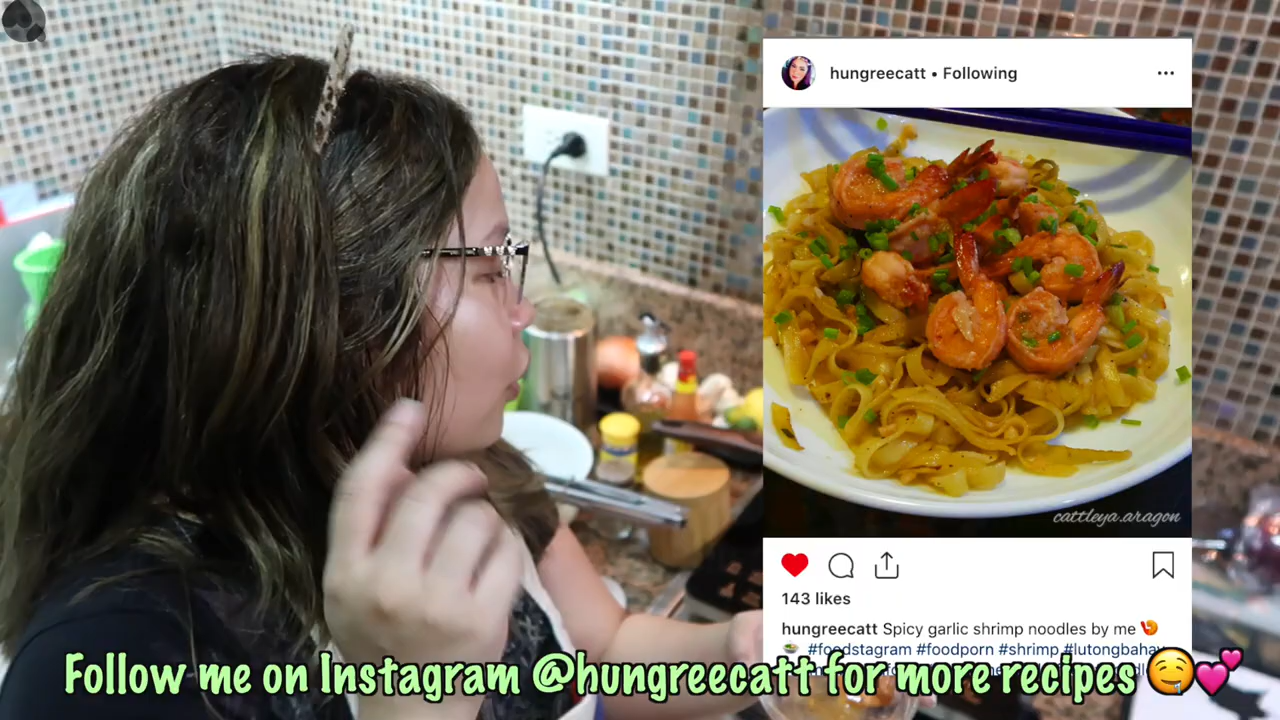 hungreecatt • Following
cattleya.aragon
143 likes
hungreecatt Spicy garlic shrimp noodles by me 🍤
🍜 #foodstagram #foodporn #shrimp #lutongbahay
Follow me on Instagram @hungreecatt for more recipes 🤤💕